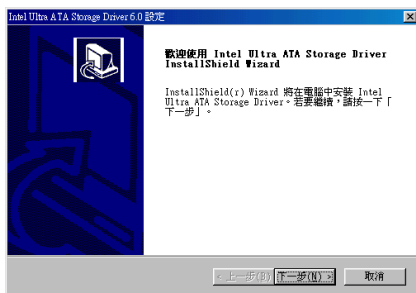 Intel Ultra ATA Storage Driver 6.0 設定
歡迎使用 Intel Ultra ATA Storage Driver
InstallShield Wizard
InstallShield(r) Wizard 將在電腦中安裝 Intel
Ultra ATA Storage Driver。若要繼續，請按一下「
下一步」。
< 上一步(B) 下一步(N) > 取消